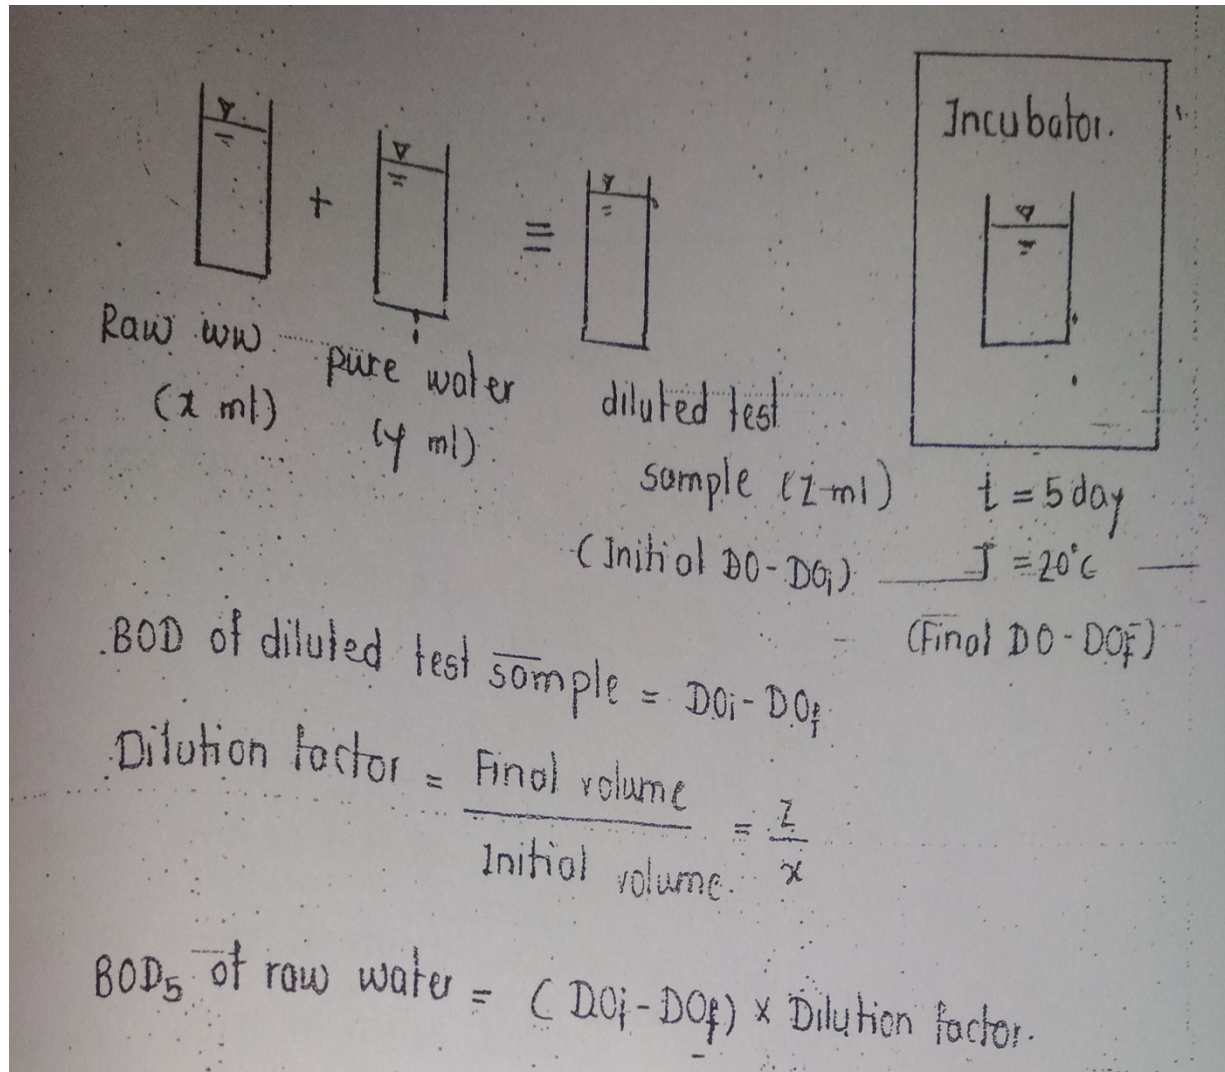 Incubator.
+
≡
Raw ww
(x ml)
pure water
(y ml)
diluted test
sample (Z ml)
(Initial DO - DOi)
t = 5 day
T = 20°C
(Final DO - DOf)
BOD of diluted test sample = DOi - DOf
Dilution factor = Final volume / Initial volume. = Z / x
BOD5 of raw water = (DOi - DOf) x Dilution factor.